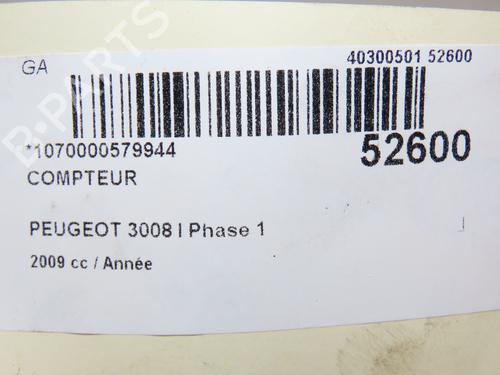 GA
40300501 52600
*1070000579944
52600
COMPTEUR
PEUGEOT 3008 I Phase 1
2009 cc / Année
B-PARTS